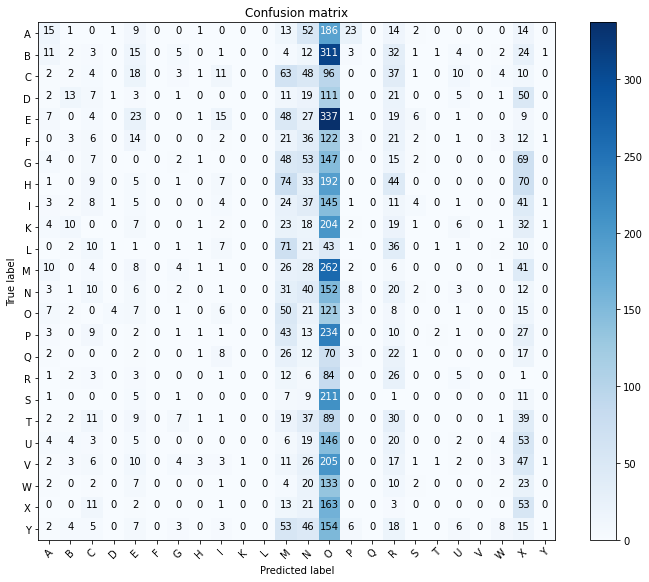 Confusion matrix
A 15 1 0 1 9 0 0 1 0 0 0 13 52 186 23 0 14 2 0 0 0 0 14 0
B 11 2 3 0 15 0 5 0 1 0 0 4 12 311 3 0 32 1 1 4 0 2 24 1
C 2 2 4 0 18 0 3 1 11 0 0 63 48 96 0 0 37 1 0 10 0 4 10 0
D 2 13 7 1 3 0 1 0 0 0 0 11 19 111 0 0 21 0 0 5 0 1 50 0
E 7 0 4 0 23 0 0 1 15 0 0 48 27 337 1 0 19 6 0 1 0 0 9 0
F 0 3 6 0 14 0 0 0 2 0 0 21 36 122 3 0 21 2 0 1 0 3 12 1
G 4 0 7 0 0 0 2 1 0 0 0 48 53 147 0 0 15 2 0 0 0 0 69 0
H 1 0 9 0 5 0 1 0 7 0 0 74 33 192 0 0 44 0 0 0 0 0 70 0
I 3 2 8 1 5 0 0 0 4 0 0 24 37 145 1 0 11 4 0 1 0 0 41 1
K 4 10 0 0 7 0 0 1 2 0 0 23 18 204 2 0 19 1 0 6 0 1 32 1
L 0 2 10 1 1 0 1 1 7 0 0 71 21 43 1 0 36 0 1 1 0 2 10 0
M 10 0 4 0 8 0 4 1 1 0 0 26 28 262 2 0 6 0 0 0 0 1 41 0
N 3 1 10 0 6 0 2 0 1 0 0 31 40 152 8 0 20 2 0 3 0 0 12 0
O 7 2 0 4 7 0 1 0 6 0 0 50 21 121 3 0 8 0 0 1 0 0 15 0
P 3 0 9 0 2 0 1 1 1 0 0 43 13 234 0 0 10 0 2 1 0 0 27 0
Q 2 0 0 0 2 0 0 1 8 0 0 26 12 70 3 0 22 1 0 0 0 0 17 0
R 1 2 3 0 3 0 0 0 1 0 0 12 6 84 0 0 26 0 0 5 0 0 1 0
S 1 0 0 0 5 0 1 0 0 0 0 7 9 211 0 0 1 0 0 0 0 0 11 0
T 2 2 11 0 9 0 7 1 1 0 0 19 37 89 0 0 30 0 0 0 0 1 39 0
U 4 4 3 0 5 0 0 0 0 0 0 6 19 146 0 0 20 0 0 2 0 4 53 0
V 2 3 6 0 10 0 4 3 3 1 0 11 26 205 0 0 17 1 1 2 0 3 47 1
W 2 0 2 0 7 0 0 0 0 0 0 4 20 133 0 0 10 2 0 0 0 2 23 0
X 0 0 11 0 2 0 0 0 1 0 0 13 21 163 0 0 3 0 0 0 0 0 53 0
Y 2 4 5 0 7 0 3 0 3 0 0 53 46 154 6 0 18 1 0 6 0 8 15 1
A B C D E F G H I K L M N O P Q R S T U V W X Y
True label
Predicted label
300
250
200
150
100
50
0